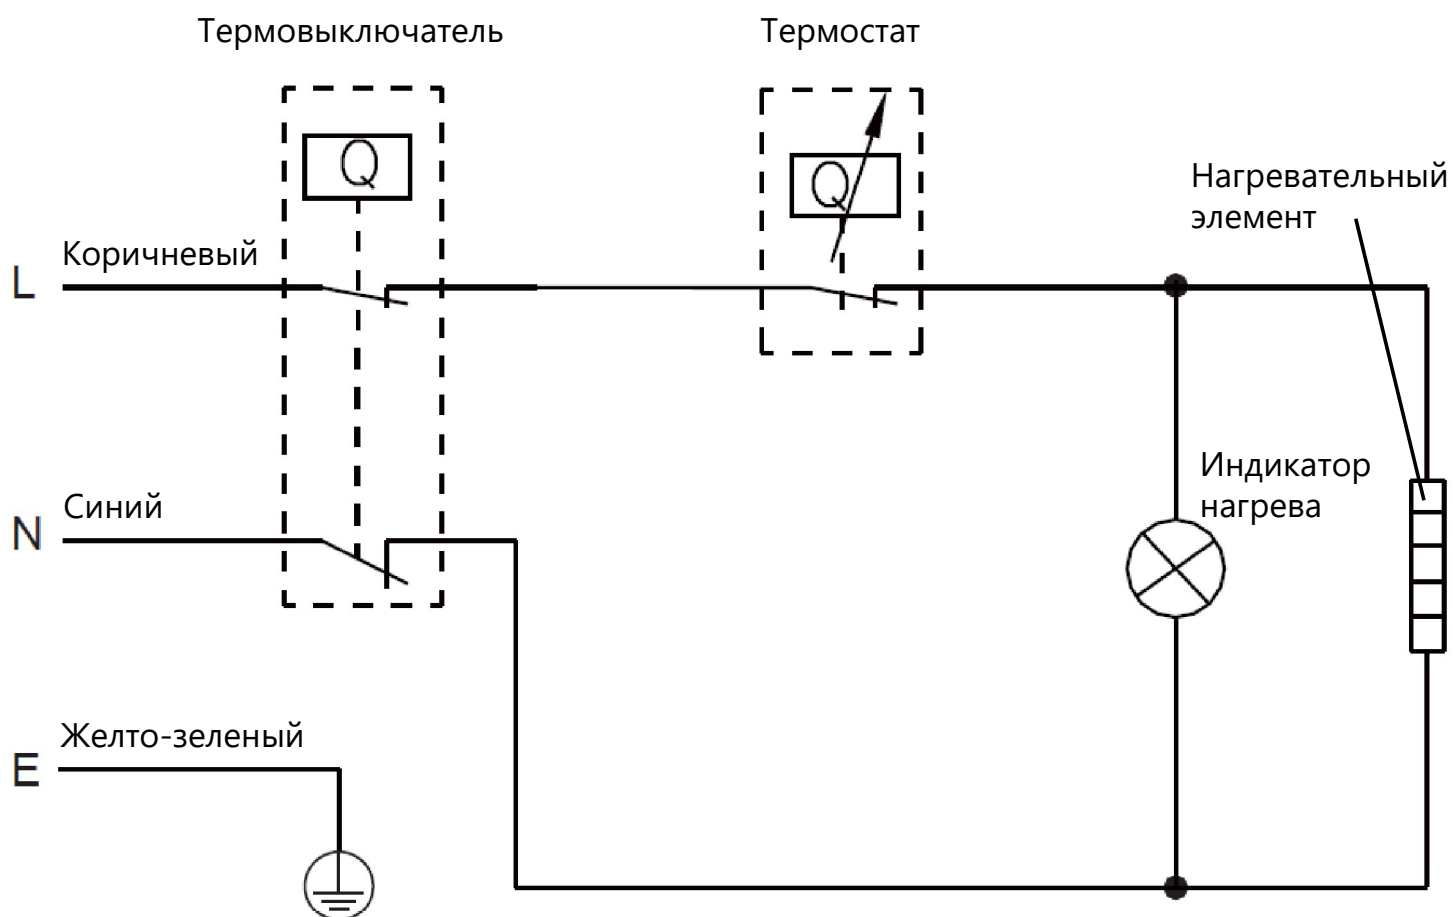 Термовыключатель
Термостат
Q
Q
Нагревательный
элемент
Коричневый
L
Индикатор
нагрева
Синий
N
Желто-зеленый
E